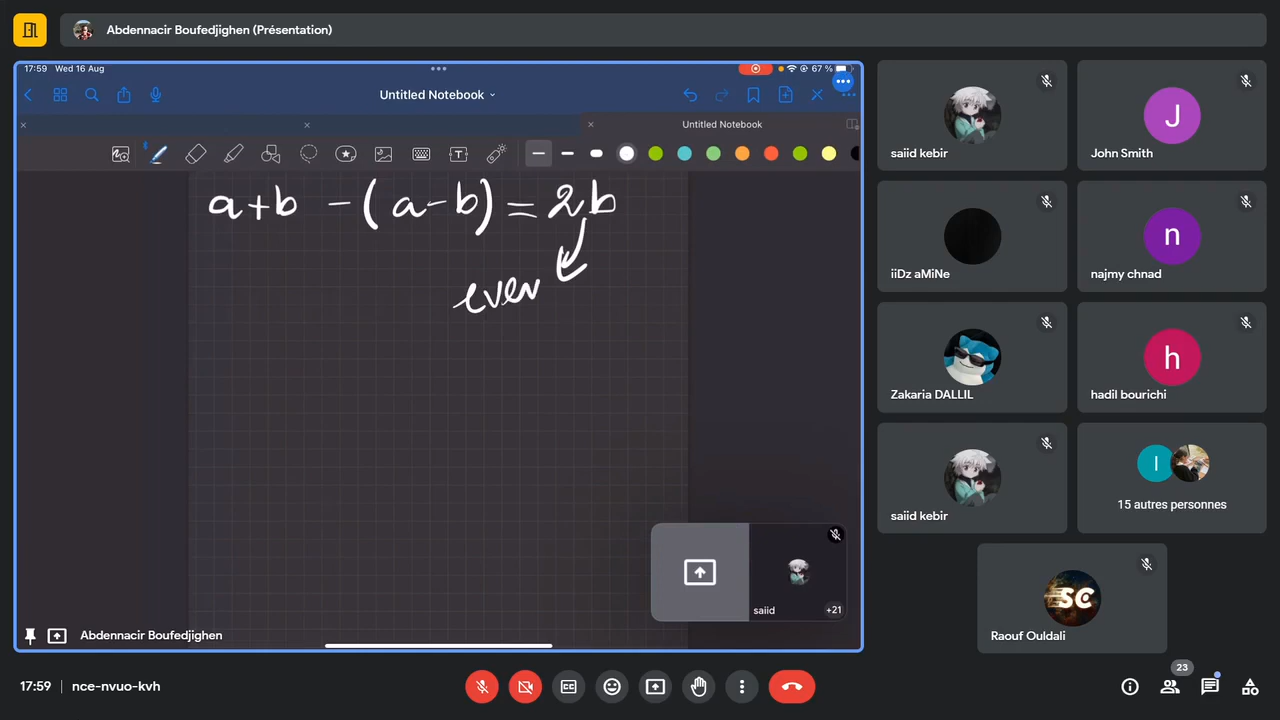 Abdennacir Boufedjighen (Présentation)
17:59 Wed 16 Aug
67 %
Untitled Notebook
Untitled Notebook
a+b -(a-b) = 2b
even
saiid
+21
Abdennacir Boufedjighen
saiid kebir
John Smith
iiDz aMiNe
najmy chnad
Zakaria DALLIL
hadil bourichi
saiid kebir
15 autres personnes
Raouf Ouldali
17:59 | nce-nvuo-kvh
23
J
n
h
I
SC
T
CC